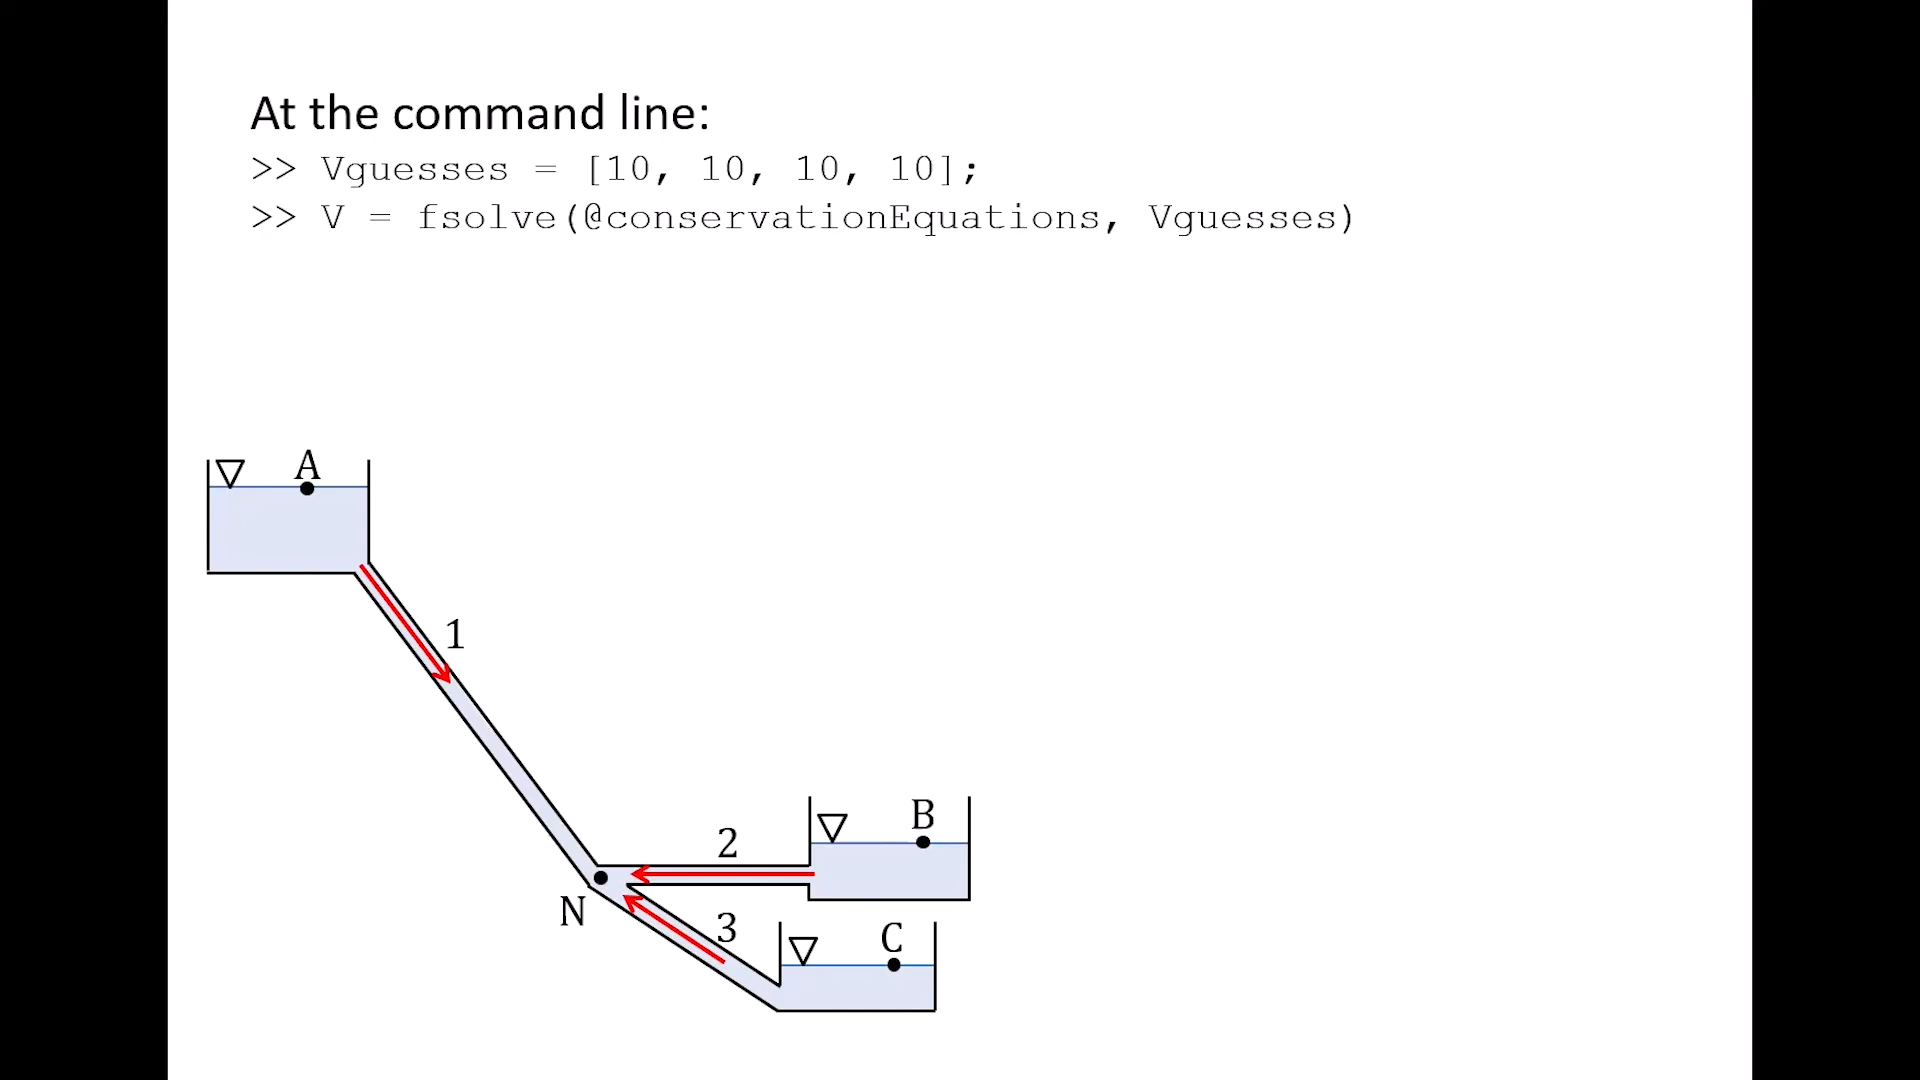 At the command line:
>> Vguesses = [10, 10, 10, 10];
>> V = fsolve(@conservationEquations, Vguesses)
A
1
B
2
N
3
C